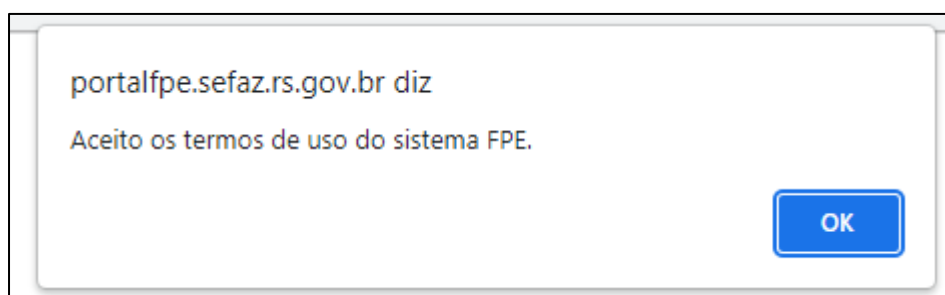 portalfpe.sefaz.rs.gov.br diz
Aceito os termos de uso do sistema FPE.
OK